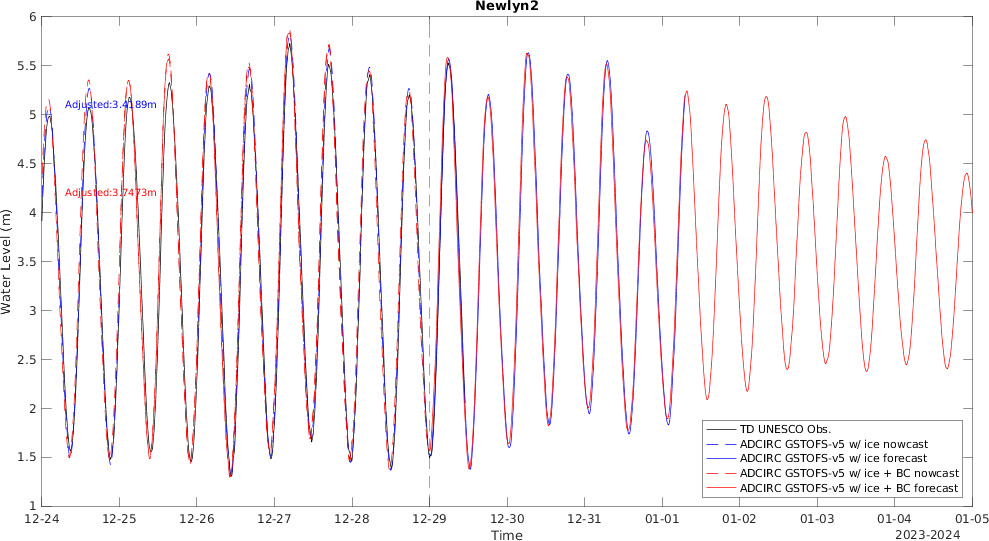 Newlyn2
6
5.5
5
4.5
4
3.5
3
2.5
2
1.5
1
Water Level (m)
Adjusted:3.4189m
Adjusted:3.7473m
TD UNESCO Obs.
ADCIRC GSTOFS-v5 w/ ice nowcast
ADCIRC GSTOFS-v5 w/ ice forecast
ADCIRC GSTOFS-v5 w/ ice + BC nowcast
ADCIRC GSTOFS-v5 w/ ice + BC forecast
12-24 12-25 12-26 12-27 12-28 12-29 12-30 12-31 01-01 01-02 01-03 01-04 01-05
Time
2023-2024